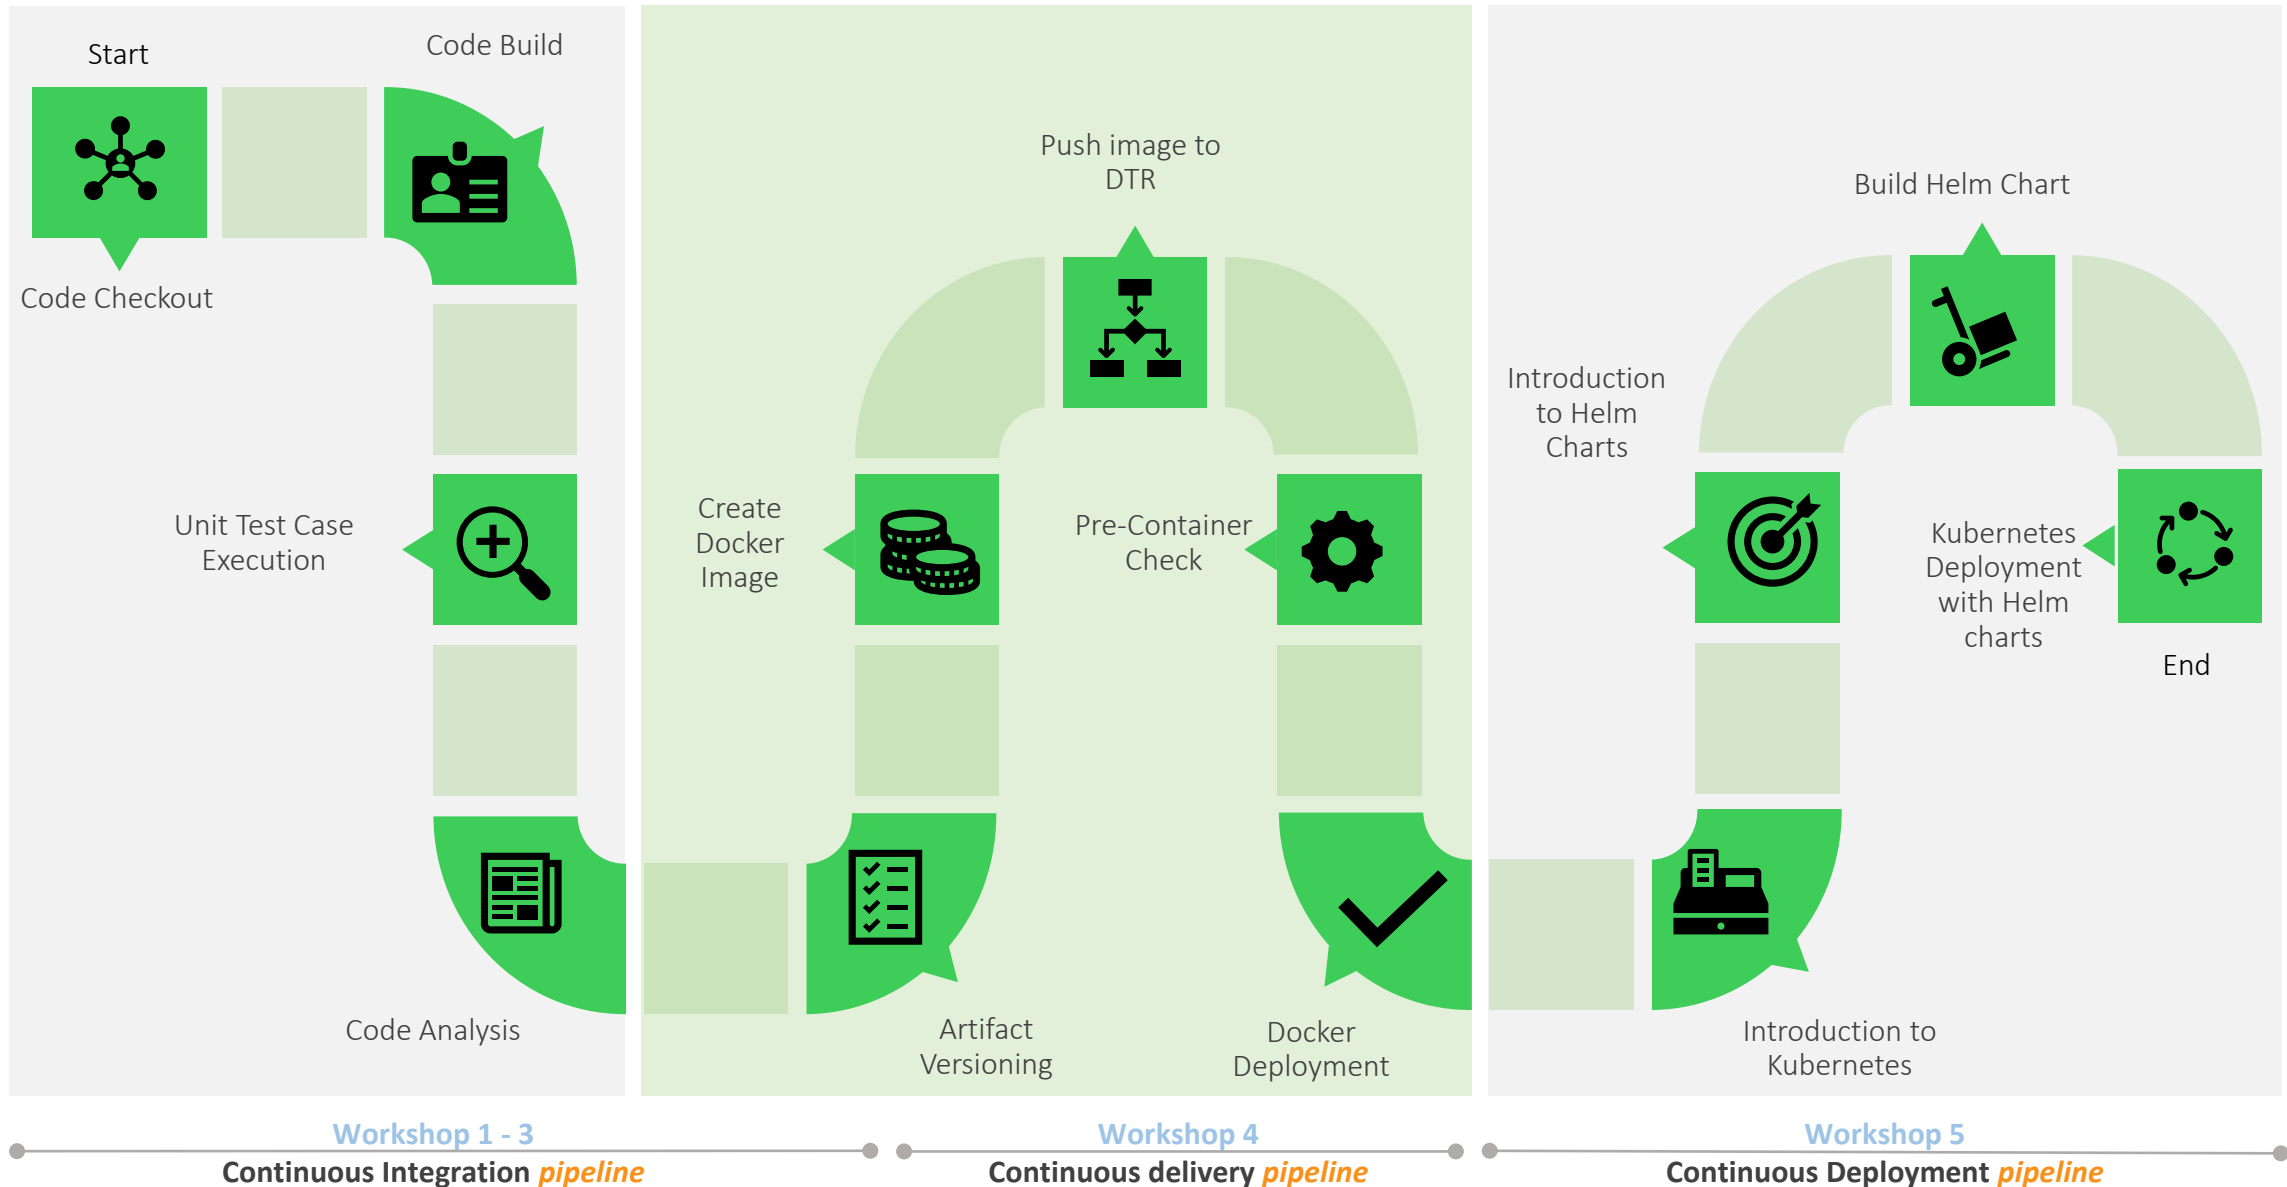 Start
Code Build
Code Checkout
Unit Test Case
Execution
Code Analysis
Push image to
DTR
Create
Docker
Image
Pre-Container
Check
Artifact
Versioning
Docker
Deployment
Build Helm Chart
Introduction
to Helm
Charts
Kubernetes
Deployment
with Helm
charts
End
Introduction to
Kubernetes
Workshop 1 - 3
Continuous Integration pipeline
Workshop 4
Continuous delivery pipeline
Workshop 5
Continuous Deployment pipeline